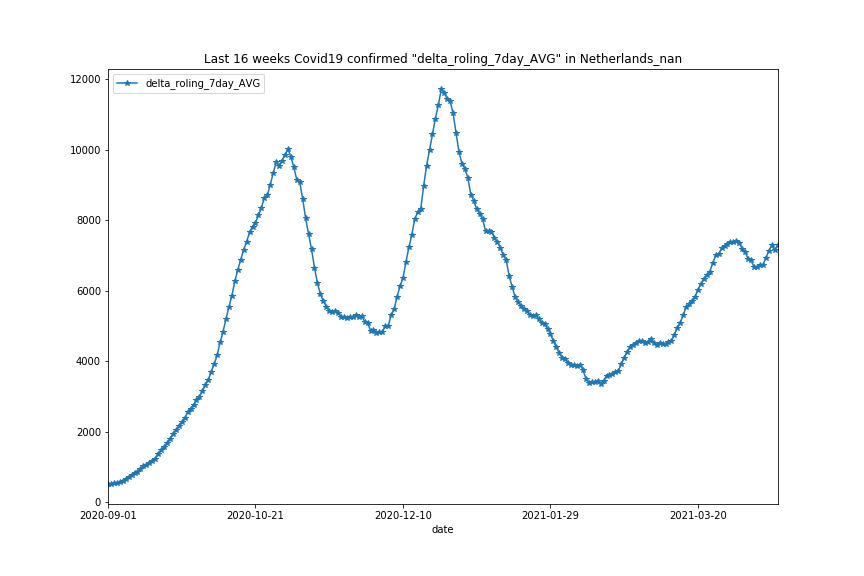 Last 16 weeks Covid19 confirmed "delta_roling_7day_AVG" in Netherlands_nan
delta_roling_7day_AVG
12000
10000
8000
6000
4000
2000
0
2020-09-01 2020-10-21 2020-12-10 2021-01-29 2021-03-20
date